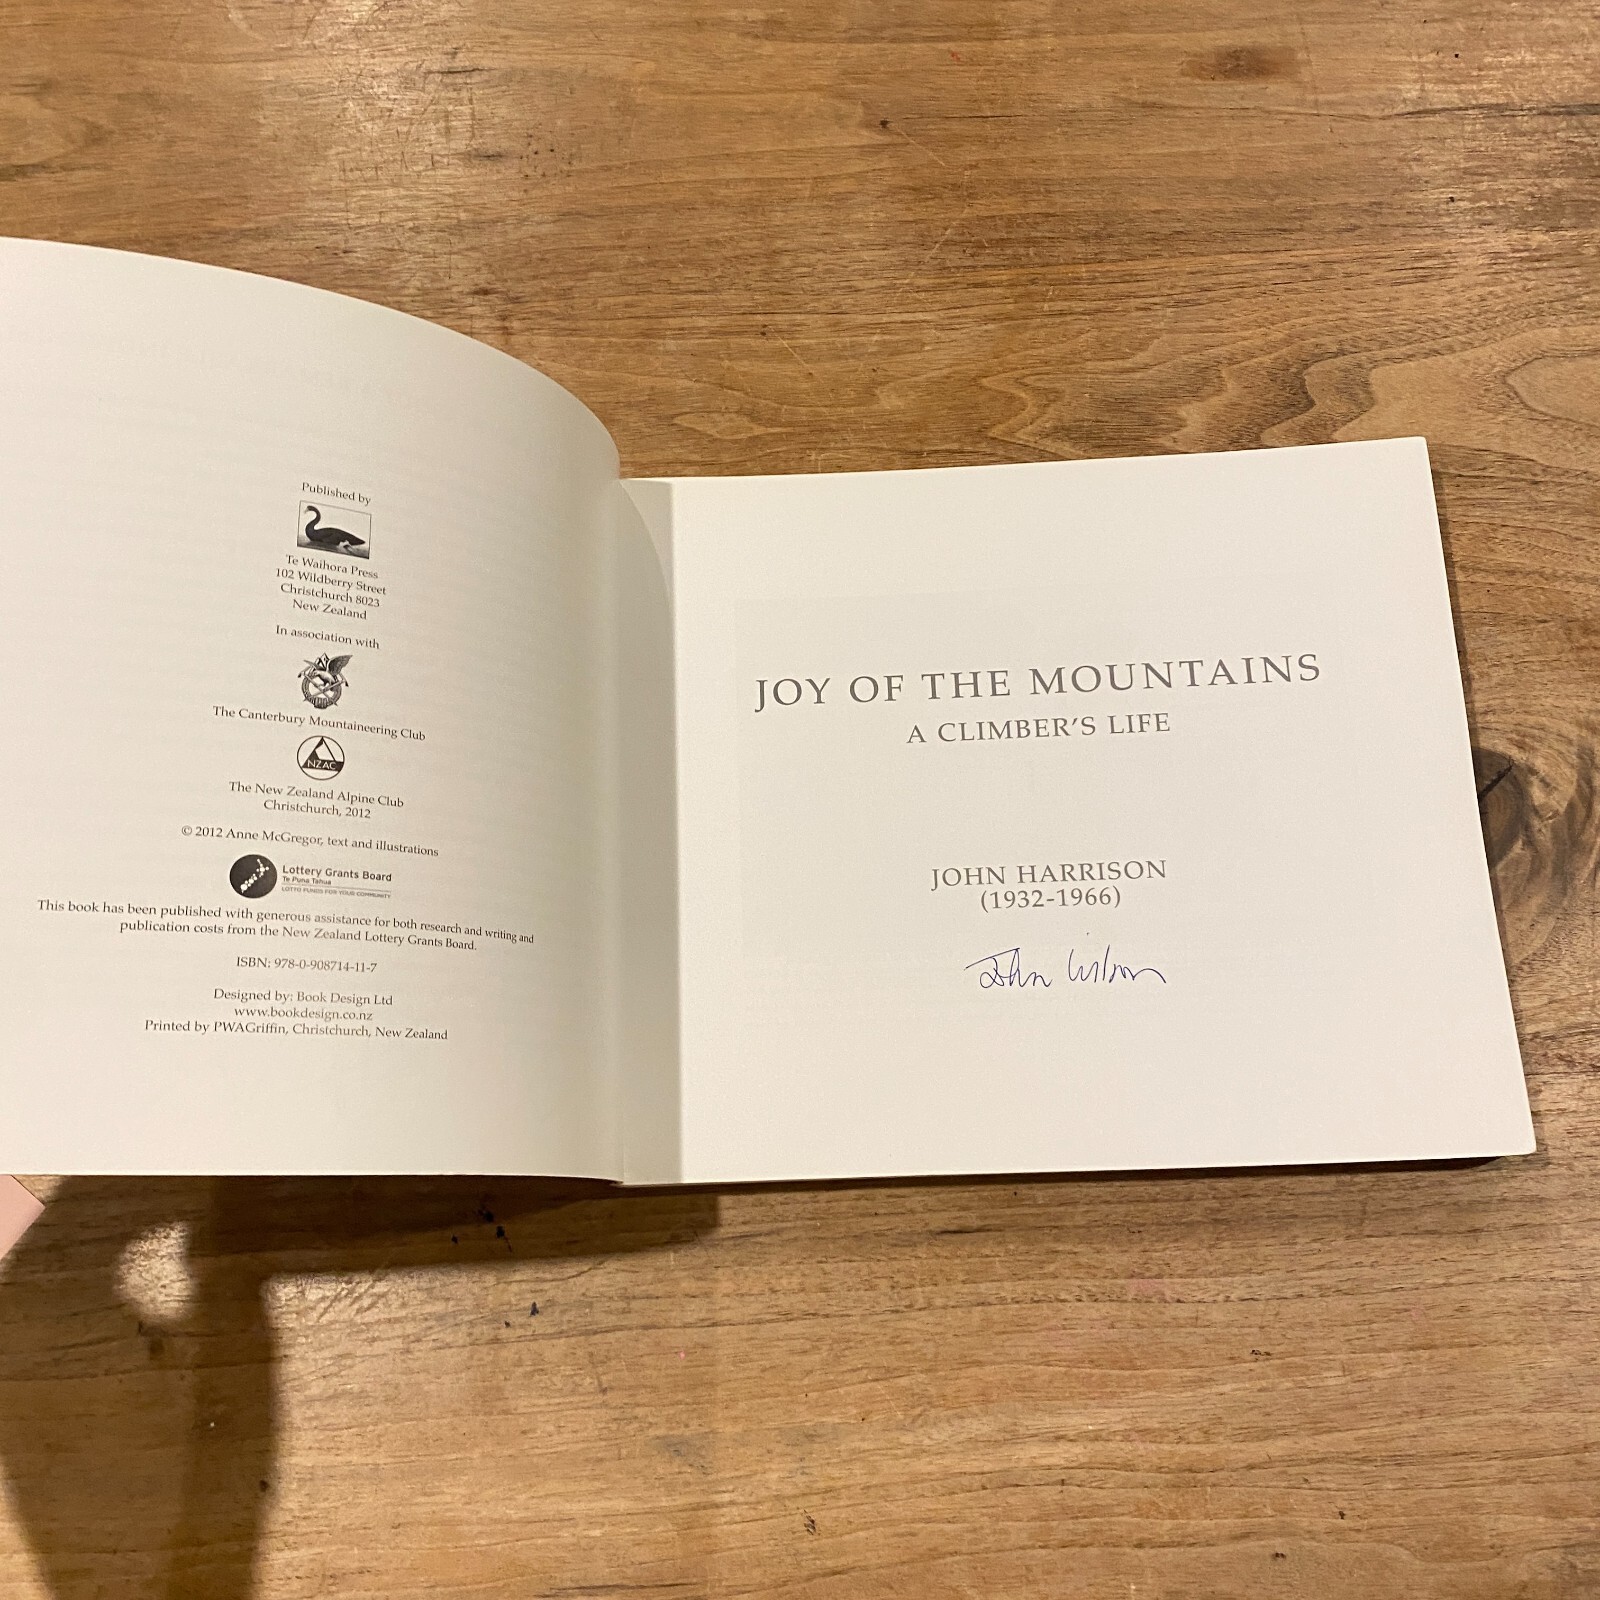 Published by
Te Waihora Press
102 Wildberry Street
Christchurch 8023
New Zealand
In association with
The Canterbury Mountaineering Club
NZAC
The New Zealand Alpine Club
Christchurch, 2012
© 2012 Anne McGregor, text and illustrations
Lottery Grants Board
Te Puna Tahua
LOTTO FUNDS FOR YOUR COMMUNITY
This book has been published with generous assistance for both research and writing and
publication costs from the New Zealand Lottery Grants Board.
ISBN: 978-0-908714-11-7
Designed by: Book Design Ltd
www.bookdesign.co.nz
Printed by PWAGriffin, Christchurch, New Zealand
JOY OF THE MOUNTAINS
A CLIMBER'S LIFE
JOHN HARRISON
(1932-1966)
John Wilson